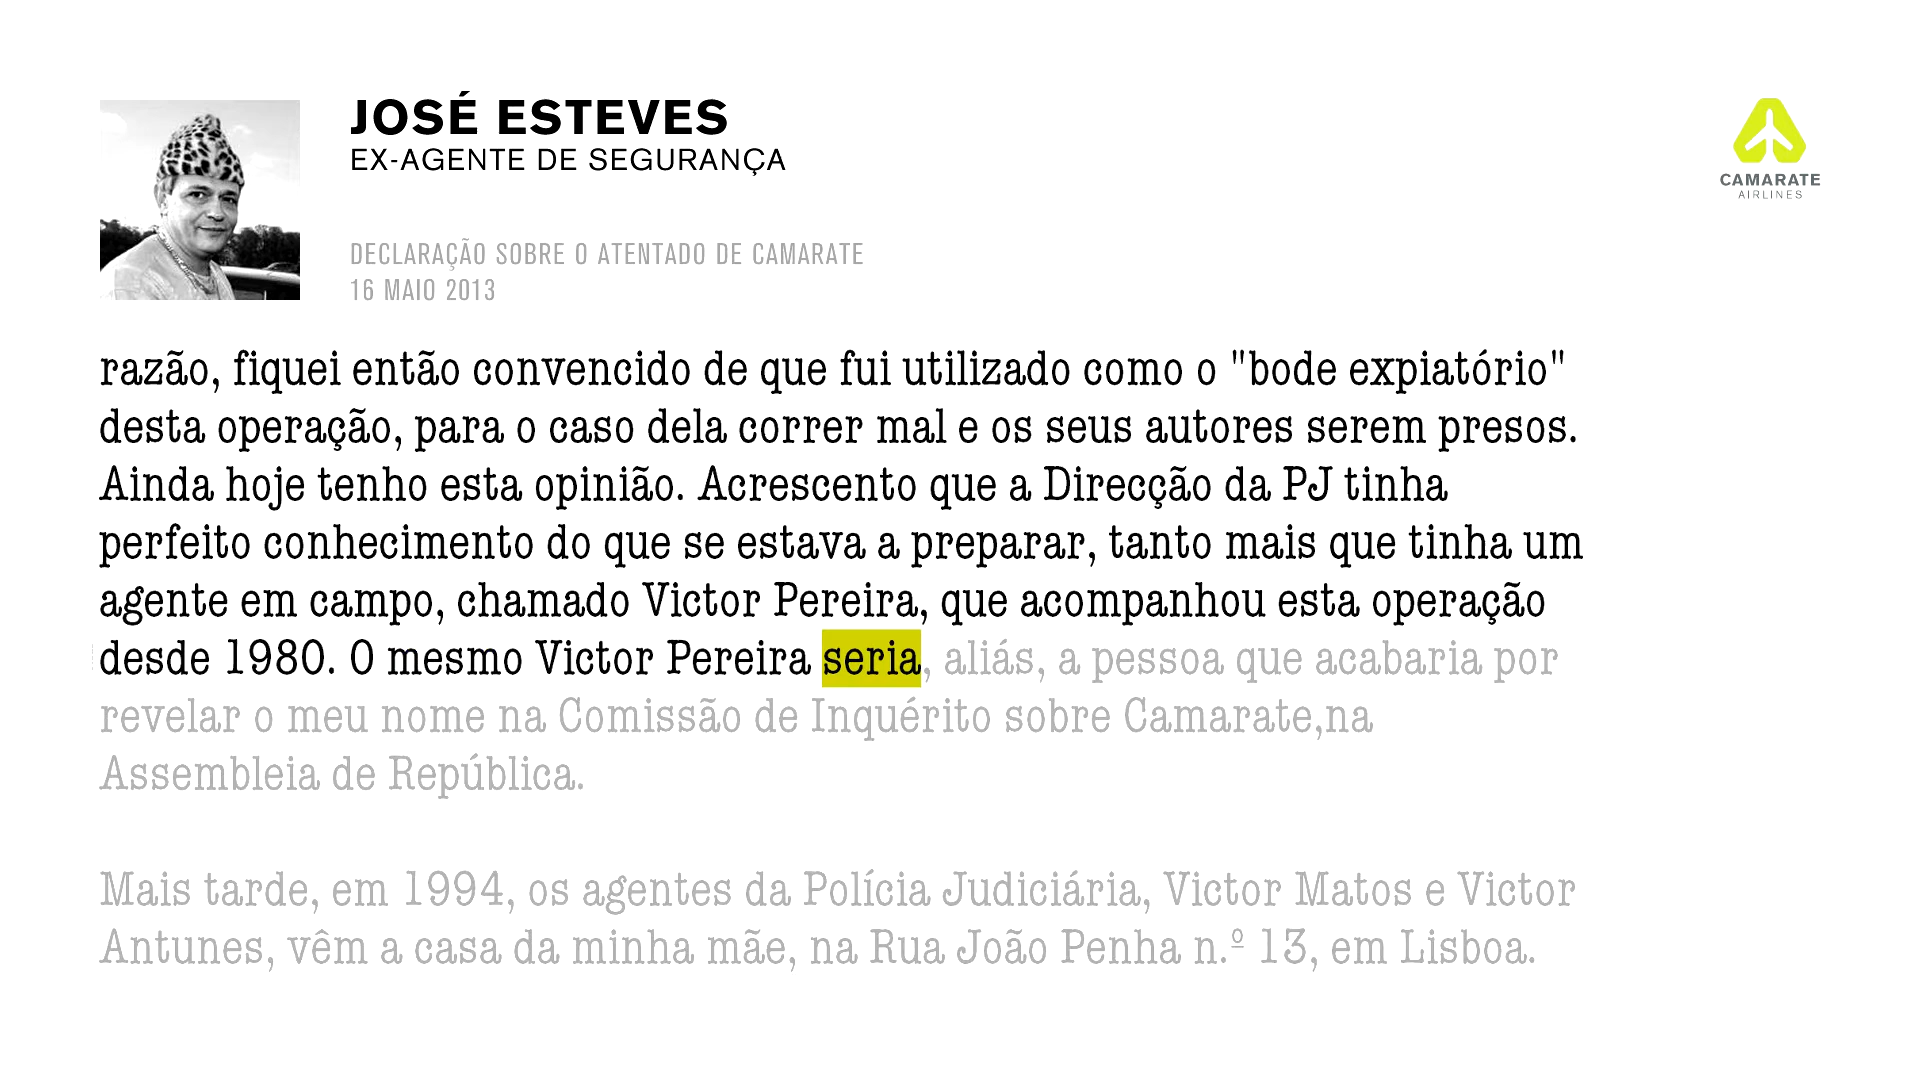 JOSÉ ESTEVES
EX-AGENTE DE SEGURANÇA
CAMARATE
AIRLINES
DECLARAÇÃO SOBRE O ATENTADO DE CAMARATE
16 MAIO 2013
razão, fiquei então convencido de que fui utilizado como o "bode expiatório"
desta operação, para o caso dela correr mal e os seus autores serem presos.
Ainda hoje tenho esta opinião. Acrescento que a Direcção da PJ tinha
perfeito conhecimento do que se estava a preparar, tanto mais que tinha um
agente em campo, chamado Victor Pereira, que acompanhou esta operação
desde 1980. O mesmo Victor Pereira seria, aliás, a pessoa que acabaria por
revelar o meu nome na Comissão de Inquérito sobre Camarate,na
Assembleia de República.
Mais tarde, em 1994, os agentes da Polícia Judiciária, Victor Matos e Victor
Antunes, vêm a casa da minha mãe, na Rua João Penha n.º 13, em Lisboa.